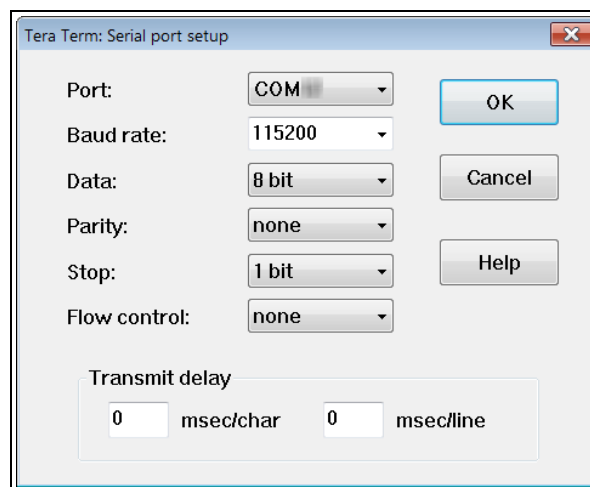 Tera Term: Serial port setup
Port: COM
OK
Baud rate: 115200
Data: 8 bit
Cancel
Parity: none
Stop: 1 bit
Help
Flow control: none
Transmit delay
0 msec/char 0 msec/line